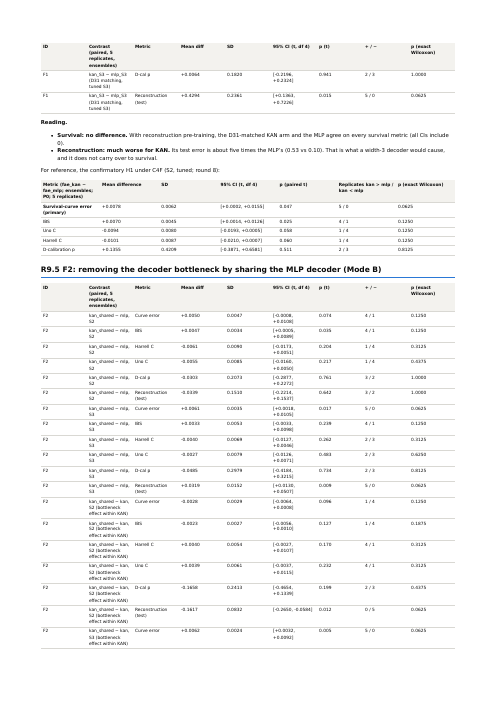 ID Contrast (paired, 5 replicates, ensembles) Metric Mean diff SD 95% CI (t, df 4) p (t) + / − p (exact Wilcoxon)
F1 kan_S3 − mlp_S3 (D31 matching, tuned S3) D-cal p +0.0064 0.1820 [-0.2196, +0.2324] 0.941 2 / 3 1.0000
F1 kan_S3 − mlp_S3 (D31 matching, tuned S3) Reconstruction (test) +0.4294 0.2361 [+0.1363, +0.7226] 0.015 5 / 0 0.0625
Reading.
• Survival: no difference. With reconstruction pre-training, the D31-matched KAN arm and the MLP agree on every survival metric (all CIs include
0).
• Reconstruction: much worse for KAN. Its test error is about five times the MLP's (0.53 vs 0.10). That is what a width-3 decoder would cause,
and it does not carry over to survival.
For reference, the confirmatory H1 under C4F (S2, tuned; round 8):
Metric (fae_kan − fae_mlp; ensembles; P0; 5 replicates) Mean difference SD 95% CI (t, df 4) p (paired t) Replicates kan > mlp / kan < mlp p (exact Wilcoxon)
Survival-curve error (primary) +0.0078 0.0062 [+0.0002, +0.0155] 0.047 5 / 0 0.0625
IBS +0.0070 0.0045 [+0.0014, +0.0126] 0.025 4 / 1 0.1250
Uno C -0.0094 0.0080 [-0.0193, +0.0005] 0.058 1 / 4 0.1250
Harrell C -0.0101 0.0087 [-0.0210, +0.0007] 0.060 1 / 4 0.1250
D-calibration p +0.1355 0.4209 [-0.3871, +0.6581] 0.511 2 / 3 0.8125
R9.5 F2: removing the decoder bottleneck by sharing the MLP decoder (Mode B)
ID Contrast (paired, 5 replicates, ensembles) Metric Mean diff SD 95% CI (t, df 4) p (t) + / − p (exact Wilcoxon)
F2 kan_shared − mlp, S2 Curve error +0.0050 0.0047 [-0.0008, +0.0108] 0.074 4 / 1 0.1250
F2 kan_shared − mlp, S2 IBS +0.0047 0.0034 [+0.0005, +0.0089] 0.035 4 / 1 0.1250
F2 kan_shared − mlp, S2 Harrell C -0.0061 0.0090 [-0.0173, +0.0051] 0.204 1 / 4 0.3125
F2 kan_shared − mlp, S2 Uno C -0.0055 0.0085 [-0.0160, +0.0050] 0.217 1 / 4 0.4375
F2 kan_shared − mlp, S2 D-cal p -0.0303 0.2073 [-0.2877, +0.2272] 0.761 3 / 2 1.0000
F2 kan_shared − mlp, S2 Reconstruction (test) -0.0339 0.1510 [-0.2214, +0.1537] 0.642 3 / 2 1.0000
F2 kan_shared − mlp, S3 Curve error +0.0061 0.0035 [+0.0018, +0.0105] 0.017 5 / 0 0.0625
F2 kan_shared − mlp, S3 IBS +0.0033 0.0053 [-0.0033, +0.0098] 0.239 4 / 1 0.1250
F2 kan_shared − mlp, S3 Harrell C -0.0040 0.0069 [-0.0127, +0.0046] 0.262 2 / 3 0.3125
F2 kan_shared − mlp, S3 Uno C -0.0027 0.0079 [-0.0126, +0.0071] 0.483 2 / 3 0.6250
F2 kan_shared − mlp, S3 D-cal p -0.0485 0.2979 [-0.4184, +0.3215] 0.734 2 / 3 0.8125
F2 kan_shared − mlp, S3 Reconstruction (test) +0.0319 0.0152 [+0.0130, +0.0507] 0.009 5 / 0 0.0625
F2 kan_shared − kan, S2 (bottleneck effect within KAN) Curve error -0.0028 0.0029 [-0.0064, +0.0008] 0.096 1 / 4 0.1250
F2 kan_shared − kan, S2 (bottleneck effect within KAN) IBS -0.0023 0.0027 [-0.0056, +0.0010] 0.127 1 / 4 0.1875
F2 kan_shared − kan, S2 (bottleneck effect within KAN) Harrell C +0.0040 0.0054 [-0.0027, +0.0107] 0.170 4 / 1 0.3125
F2 kan_shared − kan, S2 (bottleneck effect within KAN) Uno C +0.0039 0.0061 [-0.0037, +0.0115] 0.232 4 / 1 0.3125
F2 kan_shared − kan, S2 (bottleneck effect within KAN) D-cal p -0.1658 0.2413 [-0.4654, +0.1339] 0.199 2 / 3 0.4375
F2 kan_shared − kan, S2 (bottleneck effect within KAN) Reconstruction (test) -0.1617 0.0832 [-0.2650, -0.0584] 0.012 0 / 5 0.0625
F2 kan_shared − kan, S3 (bottleneck effect within KAN) Curve error +0.0062 0.0024 [+0.0032, +0.0092] 0.005 5 / 0 0.0625